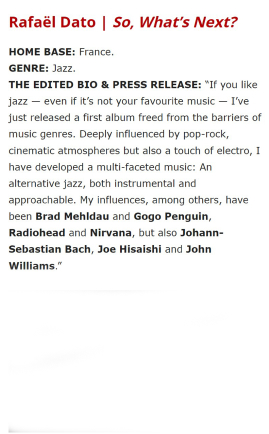 Rafaël Dato | So, What's Next?
HOME BASE: France.
GENRE: Jazz.
THE EDITED BIO & PRESS RELEASE: “If you like
jazz — even if it’s not your favourite music — I’ve
just released a first album freed from the barriers of
music genres. Deeply influenced by pop-rock,
cinematic atmospheres but also a touch of electro, I
have developed a multi-faceted music: An
alternative jazz, both instrumental and
approachable. My influences, among others, have
been Brad Mehldau and Gogo Penguin,
Radiohead and Nirvana, but also Johann-
Sebastian Bach, Joe Hisaishi and John
Williams.”